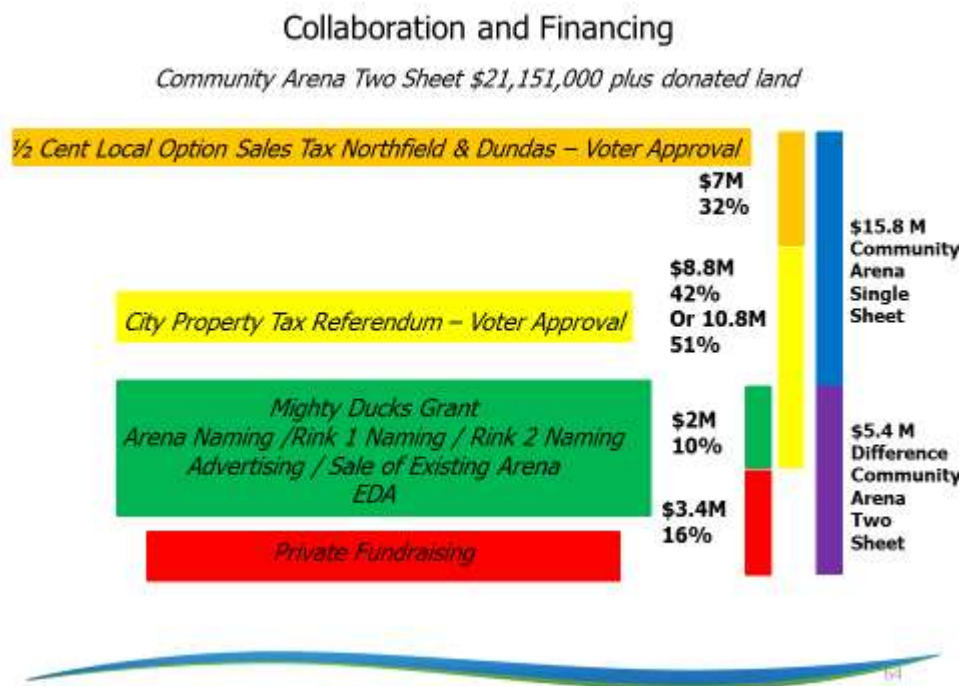 Collaboration and Financing
Community Arena Two Sheet $21,151,000 plus donated land
½ Cent Local Option Sales Tax Northfield & Dundas – Voter Approval
$7M
32%
$15.8 M
Community
Arena
Single
Sheet
$8.8M
42%
Or 10.8M
51%
City Property Tax Referendum – Voter Approval
Mighty Ducks Grant
Arena Naming /Rink 1 Naming / Rink 2 Naming
Advertising / Sale of Existing Arena
EDA
$2M
10%
$5.4 M
Difference
Community
Arena
Two
Sheet
$3.4M
16%
Private Fundraising